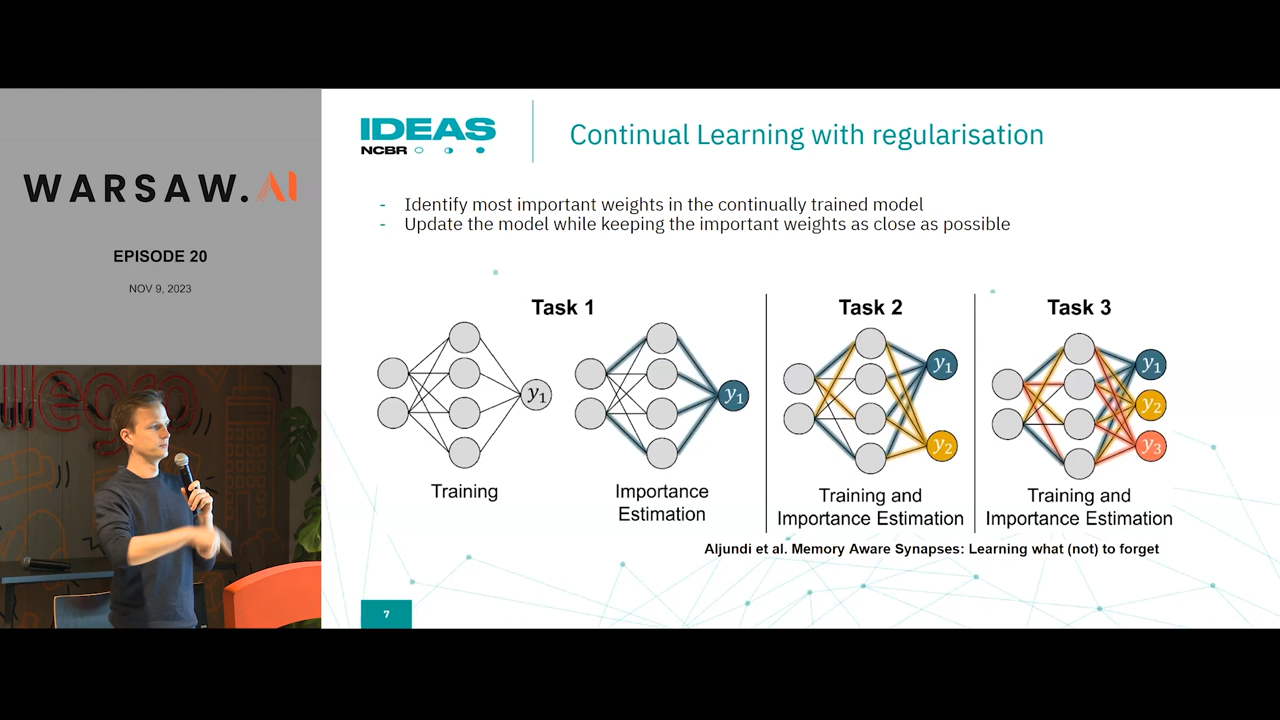 WARSAW.AI
EPISODE 20
NOV 9, 2023
IDEAS
NCBR
Continual Learning with regularisation
- Identify most important weights in the continually trained model
- Update the model while keeping the important weights as close as possible
Task 1
Task 2
Task 3
y₁
y₁
y₁
y₂
y₁
y₂
y₃
Training
Importance
Estimation
Training and
Importance Estimation
Training and
Importance Estimation
Aljundi et al. Memory Aware Synapses: Learning what (not) to forget
7